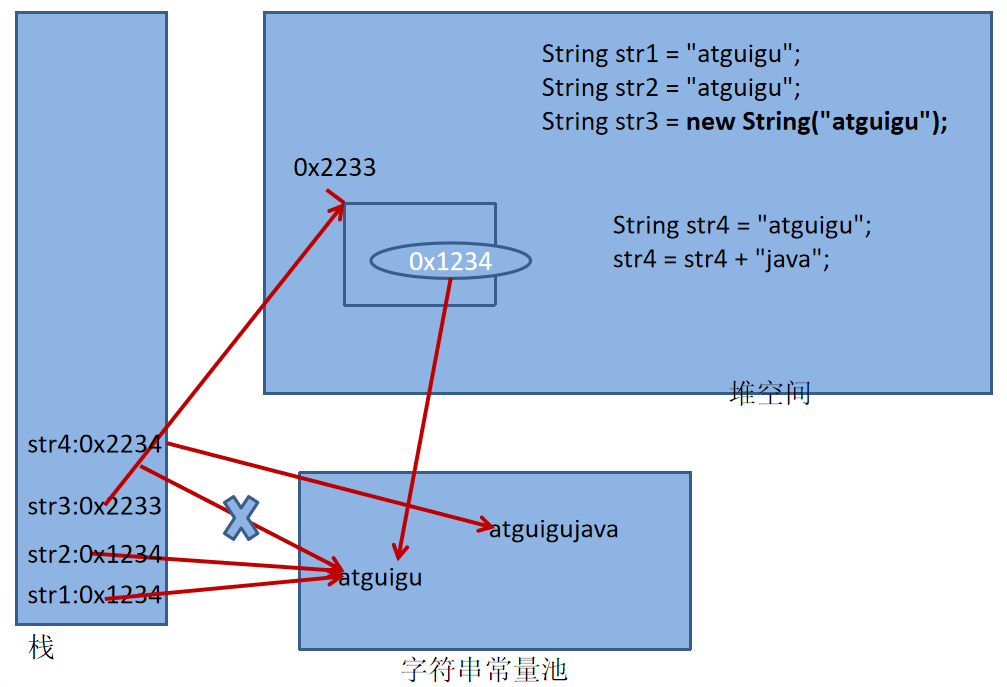 String str1 = "atguigu";
String str2 = "atguigu";
String str3 = new String("atguigu");
0x2233
String str4 = "atguigu";
0x1234
str4 = str4 + "java";
堆空间
str4:0x2234
str3:0x2233
atguigujava
str2:0x1234
atguigu
str1:0x1234
栈
字符串常量池